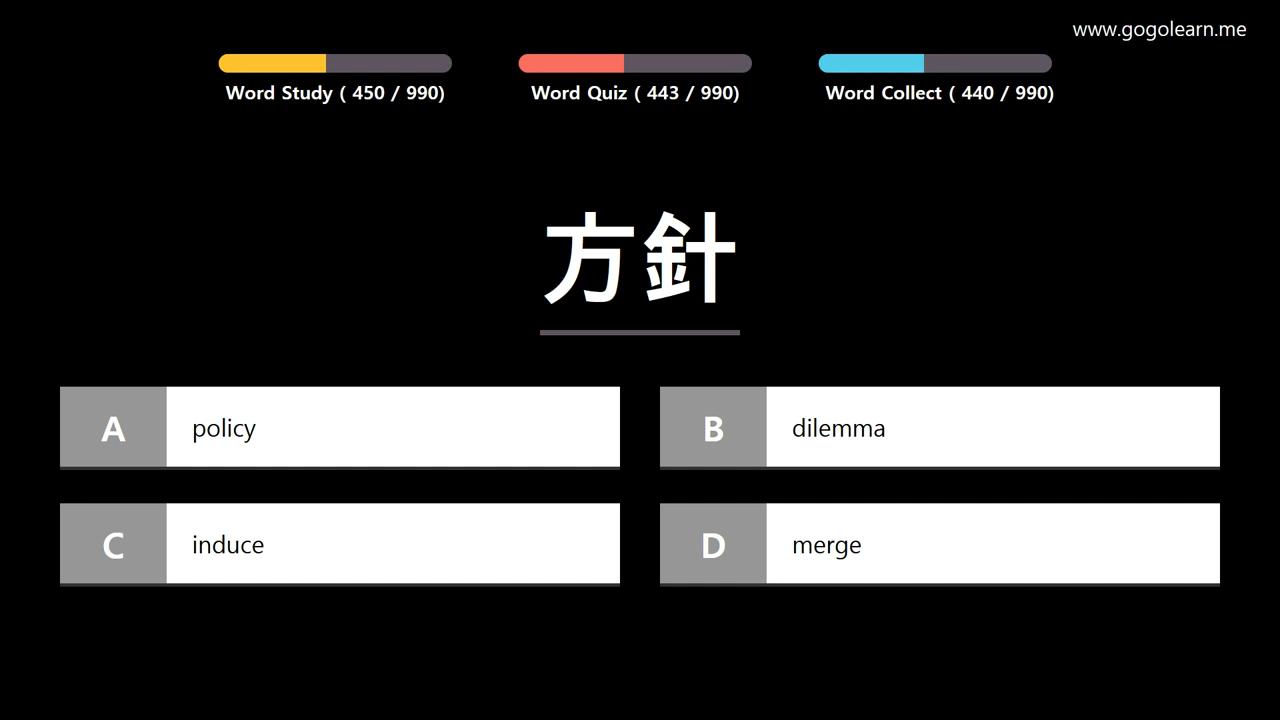 www.gogolearn.me
Word Study ( 450 / 990)
Word Quiz ( 443 / 990)
Word Collect ( 440 / 990)
方針
A policy
B dilemma
C induce
D merge